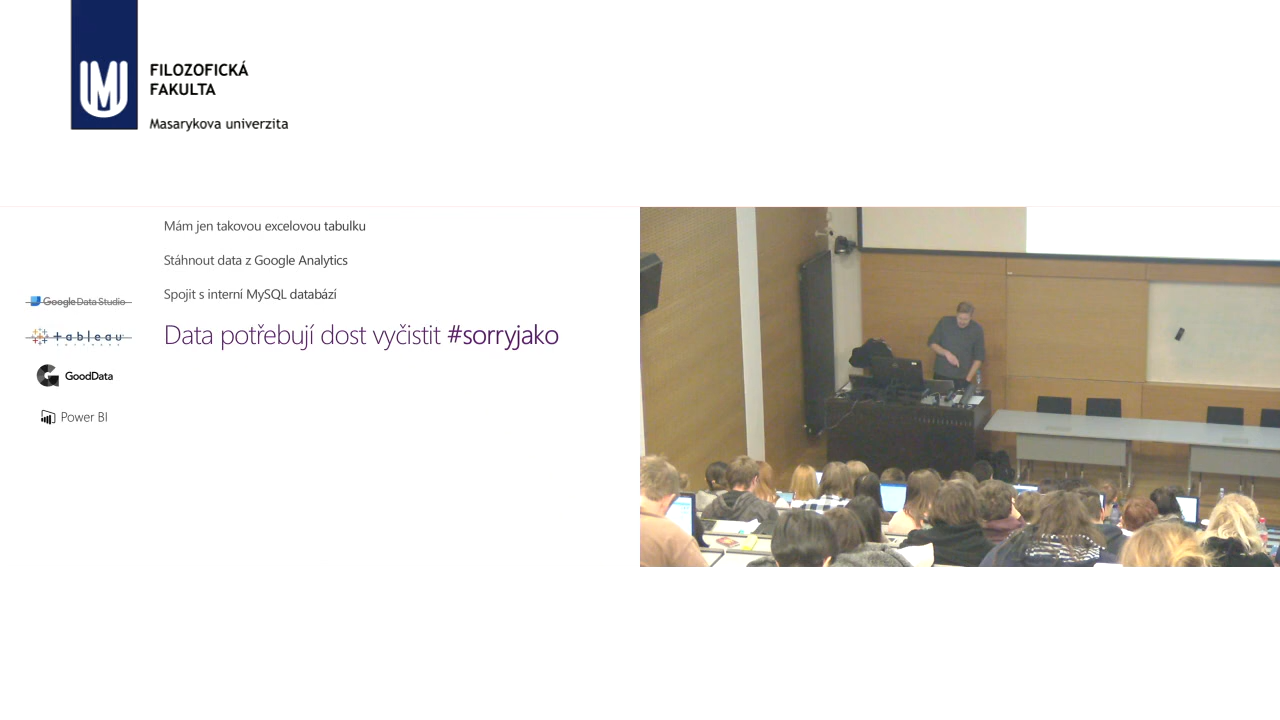 FILOZOFICKÁ
FAKULTA
Masarykova univerzita
Mám jen takovou excelovou tabulku
Stáhnout data z Google Analytics
Spojit s interní MySQL databází
Data potřebují dost vyčistit #sorryjako
Google Data Studio
+ableau
GoodData
Power BI